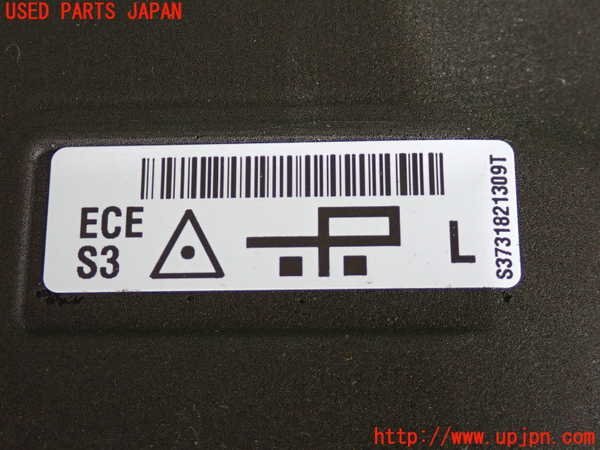 USED PARTS JAPAN
ECE
S3
L
S3731821309T
http://www.upjpn.com/